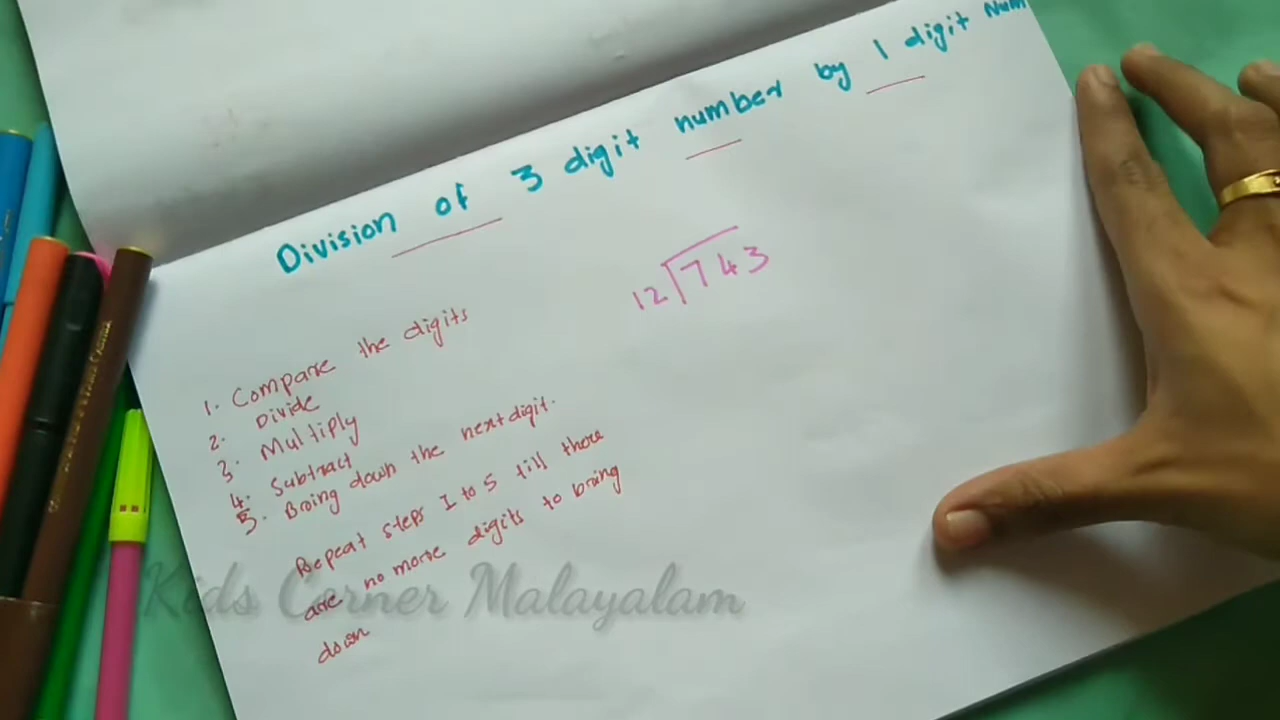 Division of 3 digit number by 1 digit Num
12)743
1. Compare the digits
2. Divide
3. Multiply
4. Subtract
5. Bring down the next digit.
Repeat steps 1 to 5 till there
are no more digits to bring
down
Kids Corner Malayalam